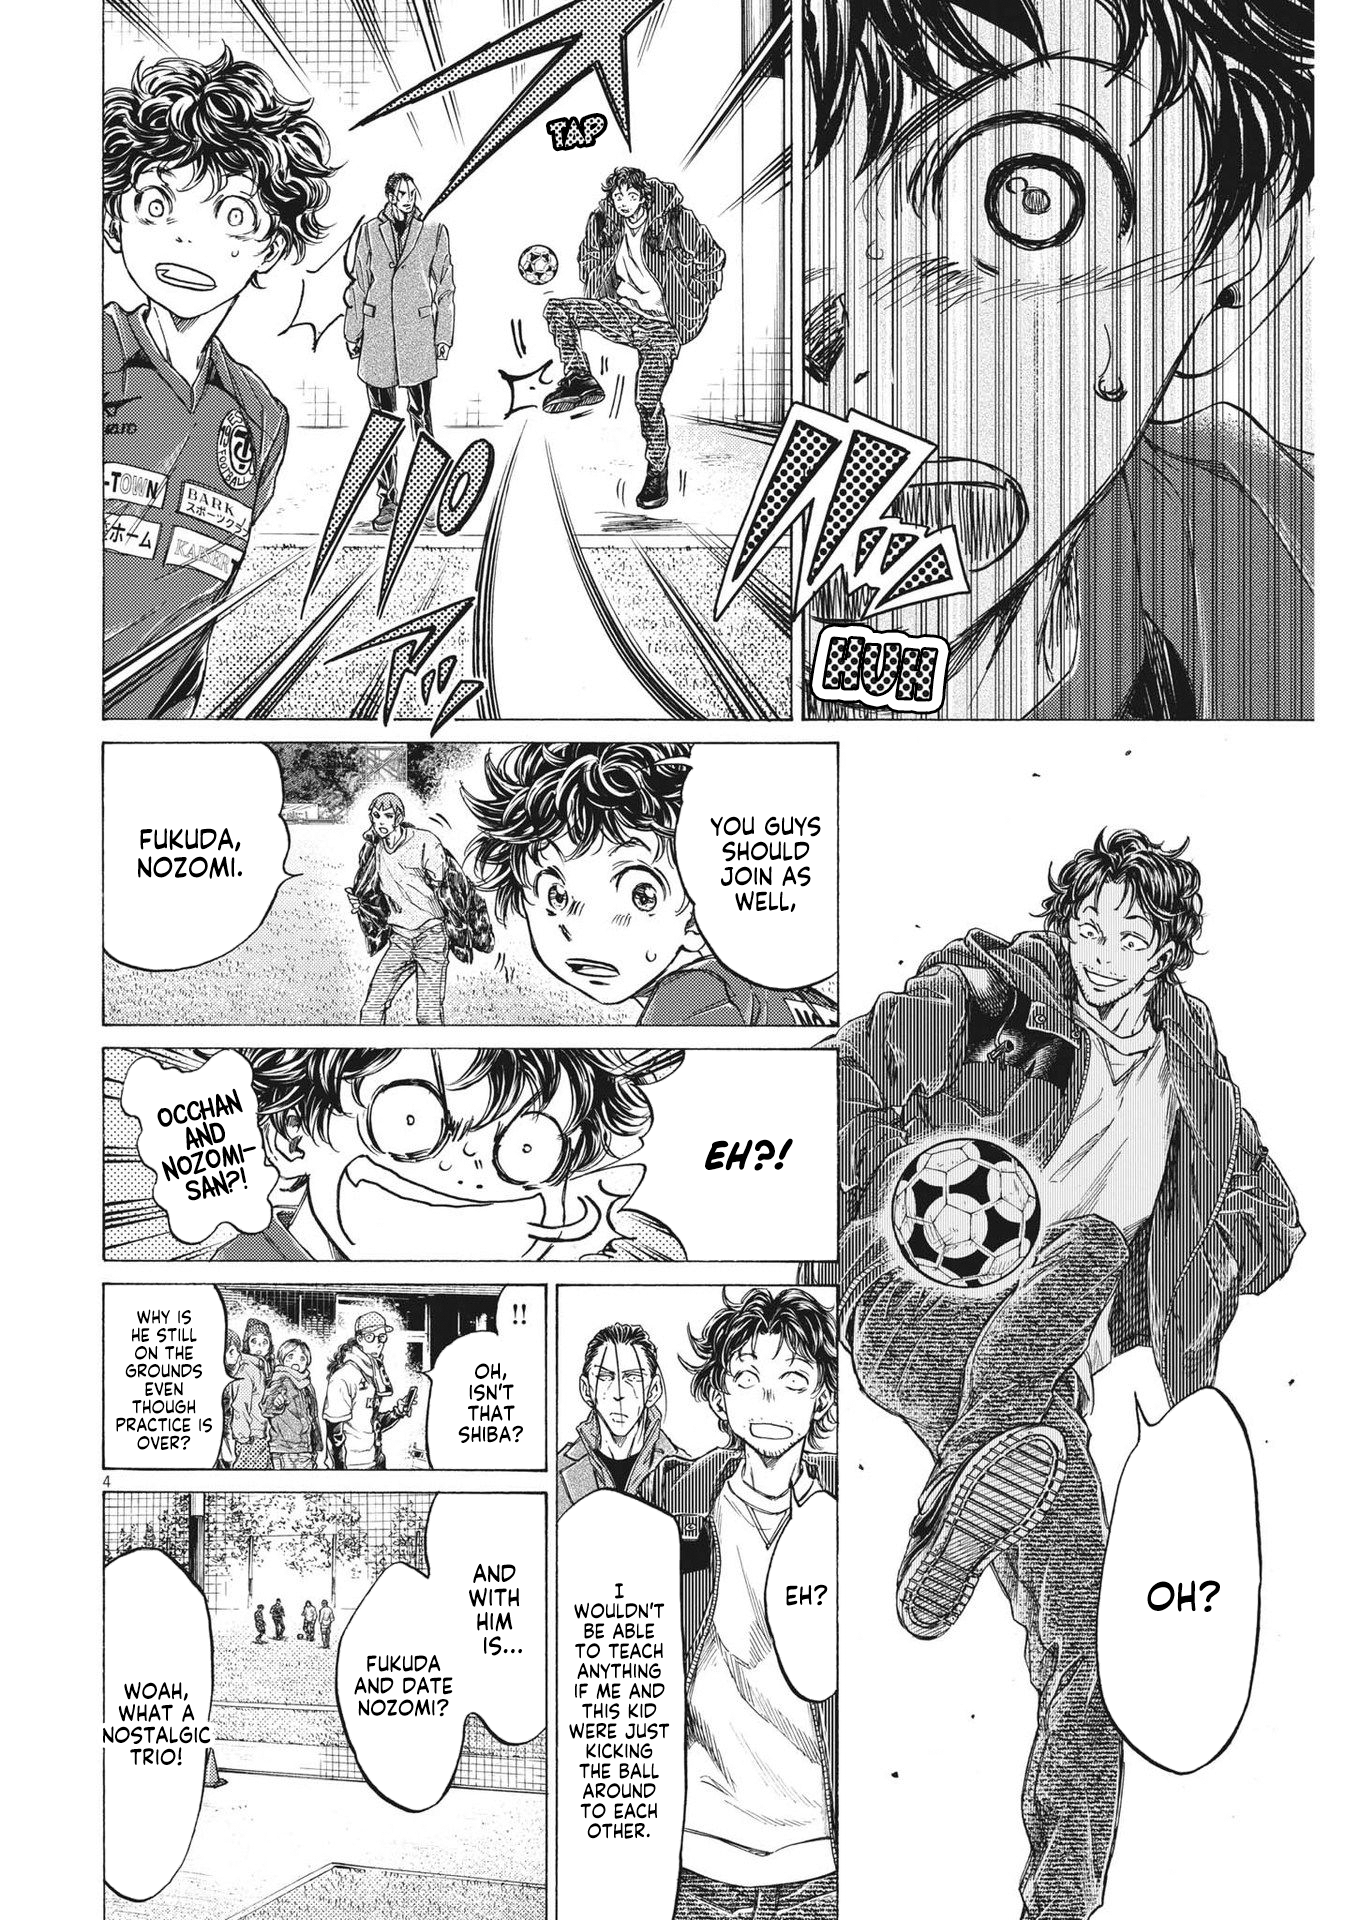 HUH
TAP
パ
アッ
-TOWN
BARK
スポーツクラブ
ホーム
YOU GUYS
SHOULD
JOIN AS
WELL,
FUKUDA,
NOZOMI.
EH?!
OCCHAN
AND
NOZOMI-
SAN?!
OH?
EH?
I
WOULDN'T
BE ABLE
TO TEACH
ANYTHING
IF ME AND
THIS KID
WERE JUST
KICKING
THE BALL
AROUND
TO EACH
OTHER.
!!
OH,
ISN'T
THAT
SHIBA?
WHY IS
HE STILL
ON THE
GROUNDS
EVEN
THOUGH
PRACTICE IS
OVER?
4
AND
WITH
HIM
IS...
FUKUDA
AND DATE
NOZOMI?
WOAH,
WHAT A
NOSTALGIC
TRIO!